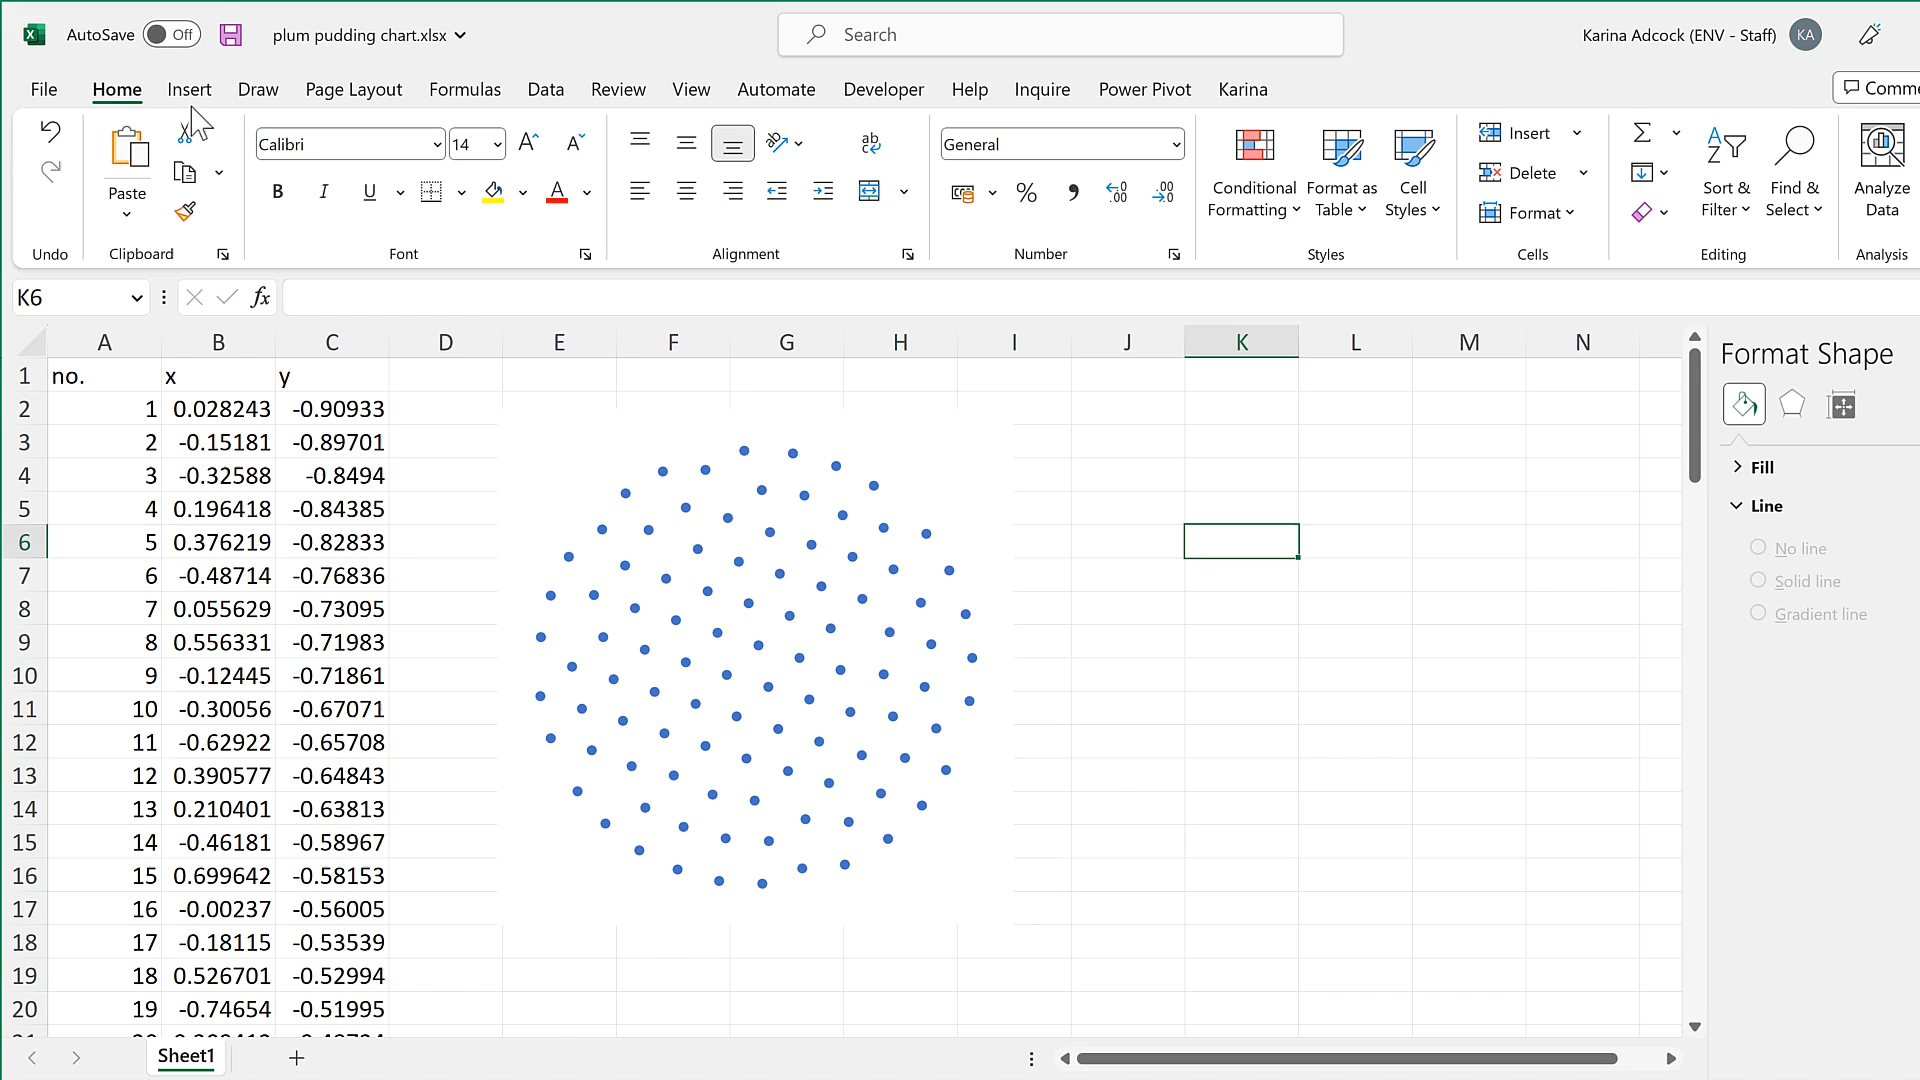 AutoSave Off plum pudding chart.xlsx Search Karina Adcock (ENV - Staff) KA
File Home Insert Draw Page Layout Formulas Data Review View Automate Developer Help Inquire Power Pivot Karina Comme
Calibri 14 General
B I U A % ,
Paste
Conditional Formatting
Format as Table
Cell Styles
Insert
Delete
Format
Sort & Filter
Find & Select
Analyze Data
Undo Clipboard Font Alignment Number Styles Cells Editing Analysis
K6 fx
A B C D E F G H I J K L M N
1 no. x y
2 1 0.028243 -0.90933
3 2 -0.15181 -0.89701
4 3 -0.32588 -0.8494
5 4 0.196418 -0.84385
6 5 0.376219 -0.82833
7 6 -0.48714 -0.76836
8 7 0.055629 -0.73095
9 8 0.556331 -0.71983
10 9 -0.12445 -0.71861
11 10 -0.30056 -0.67071
12 11 -0.62922 -0.65708
13 12 0.390577 -0.64843
14 13 0.210401 -0.63813
15 14 -0.46181 -0.58967
16 15 0.699642 -0.58153
17 16 -0.00237 -0.56005
18 17 -0.18115 -0.53539
19 18 0.526701 -0.52994
20 19 -0.74654 -0.51995
Format Shape
Fill
Line
No line
Solid line
Gradient line
Sheet1